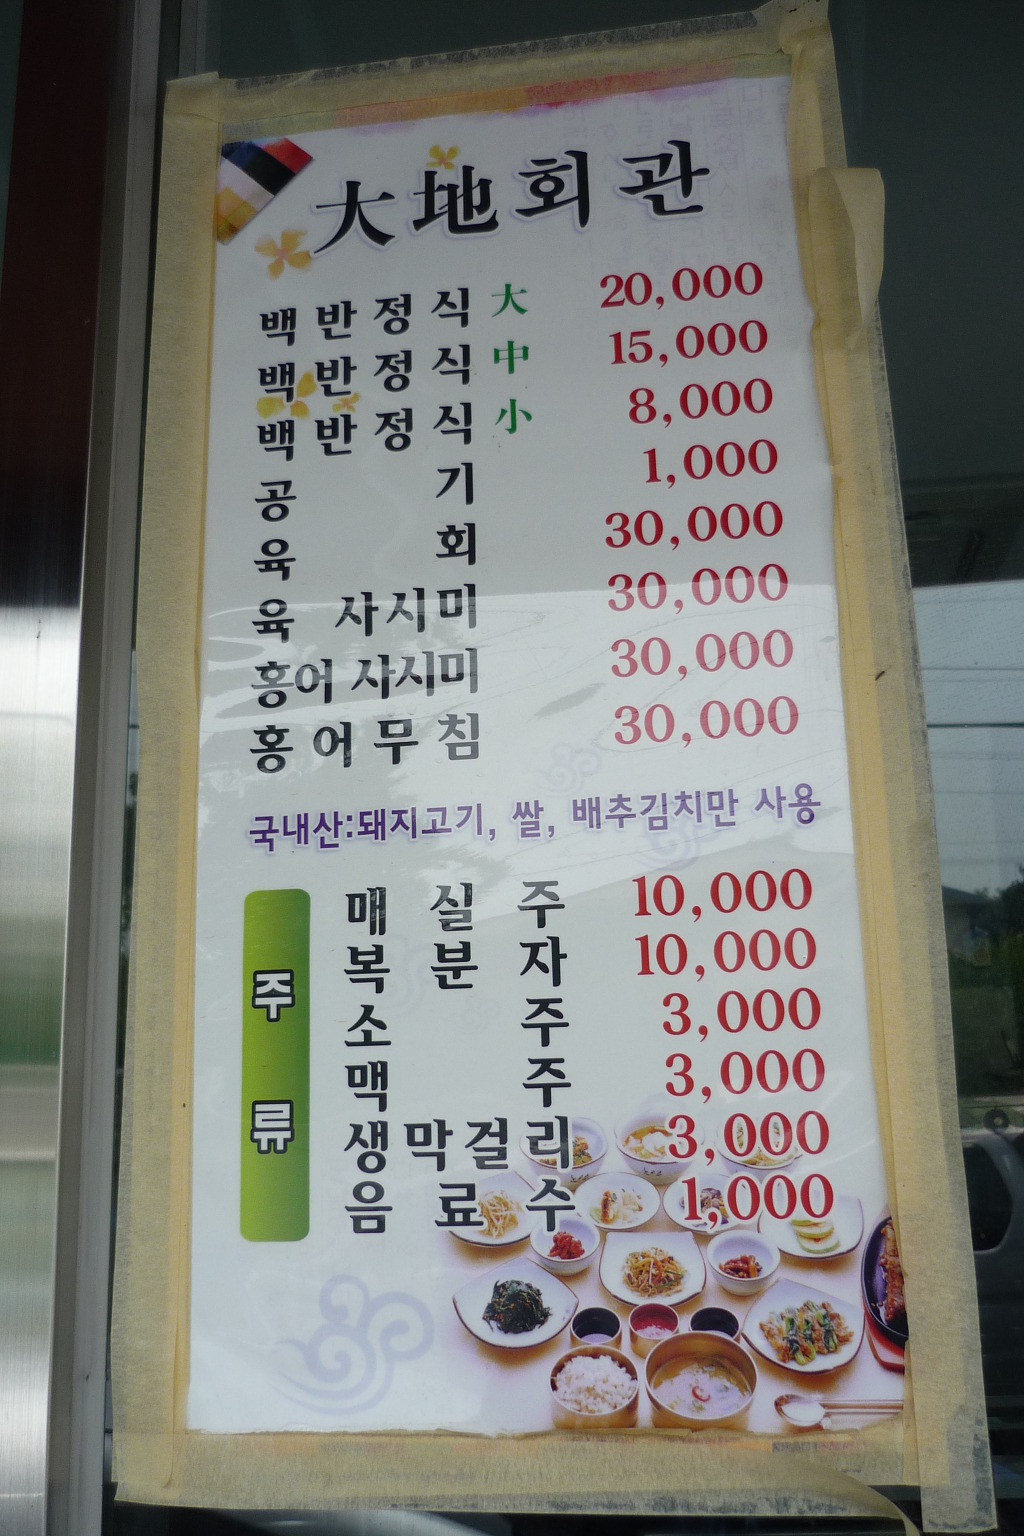 大地회관
백반정식 大 20,000
백반정식 中 15,000
백반정식 小 8,000
공기 1,000
육회 30,000
육 사시미 30,000
홍어 사시미 30,000
홍어무침 30,000
국내산:돼지고기, 쌀, 배추김치만 사용
주류
매실주 10,000
복분자 10,000
소주 3,000
맥주 3,000
생막걸리 3,000
음료수 1,000